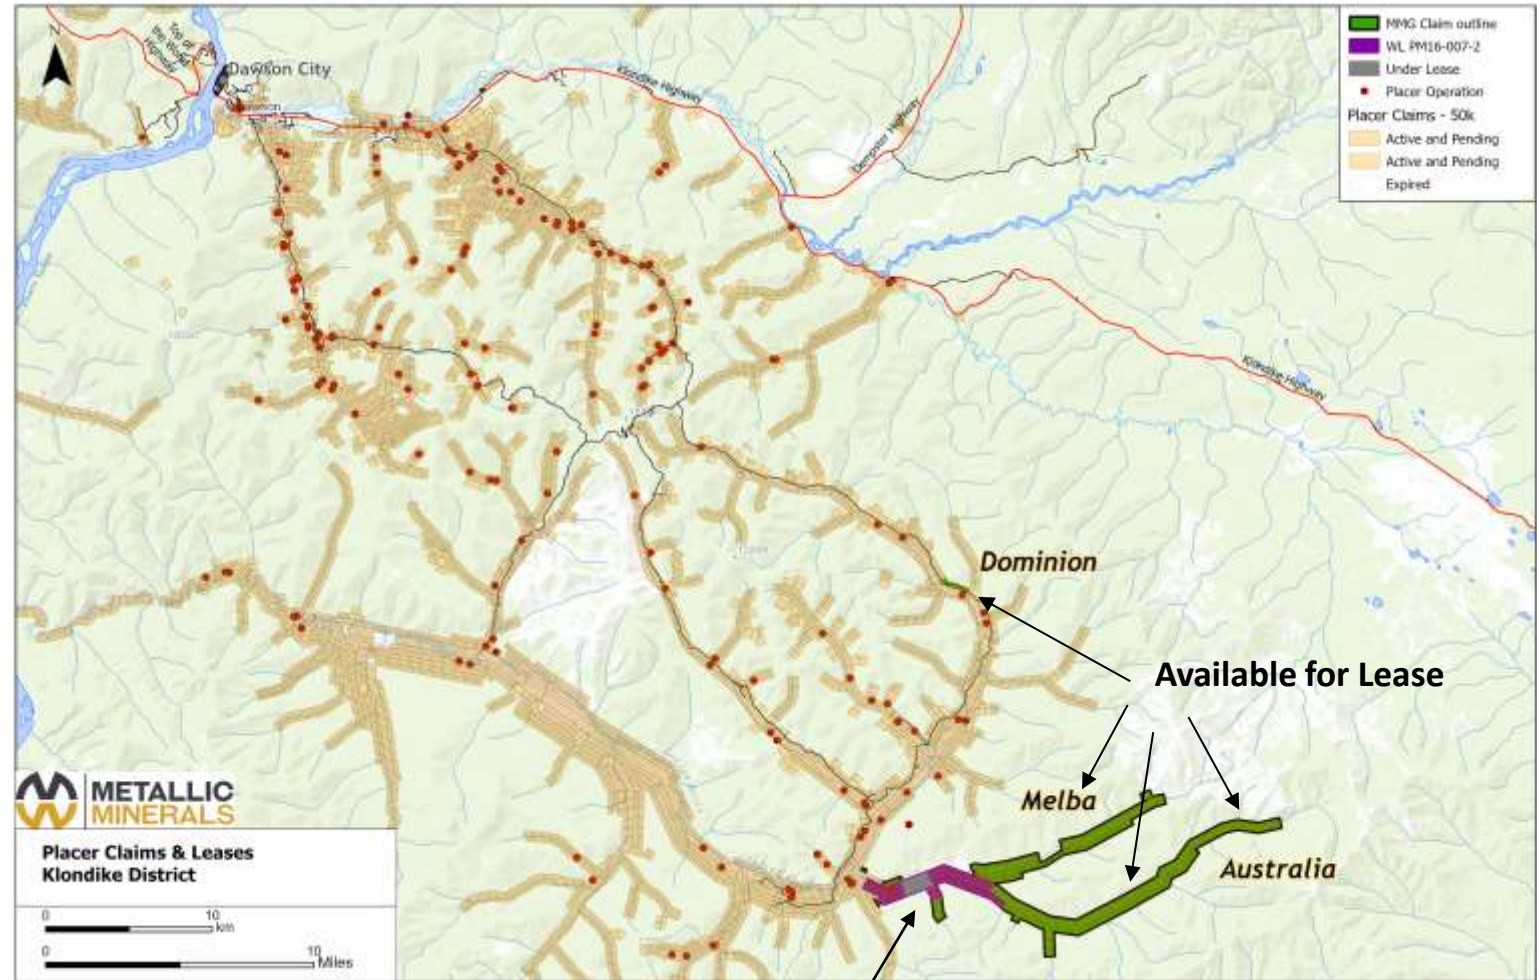 MMG Claim outline
WL PM16-007-2
Under Lease
Placer Operation
Placer Claims - 50k
Active and Pending
Active and Pending
Expired
N
Top of
the World
Highway
Dawson City
Klondike Highway
Dempster Highway
Klondike Highway
Dominion
Available for Lease
Melba
Australia
METALLIC
MINERALS
Placer Claims & Leases
Klondike District
0 10
km
0 10
Miles